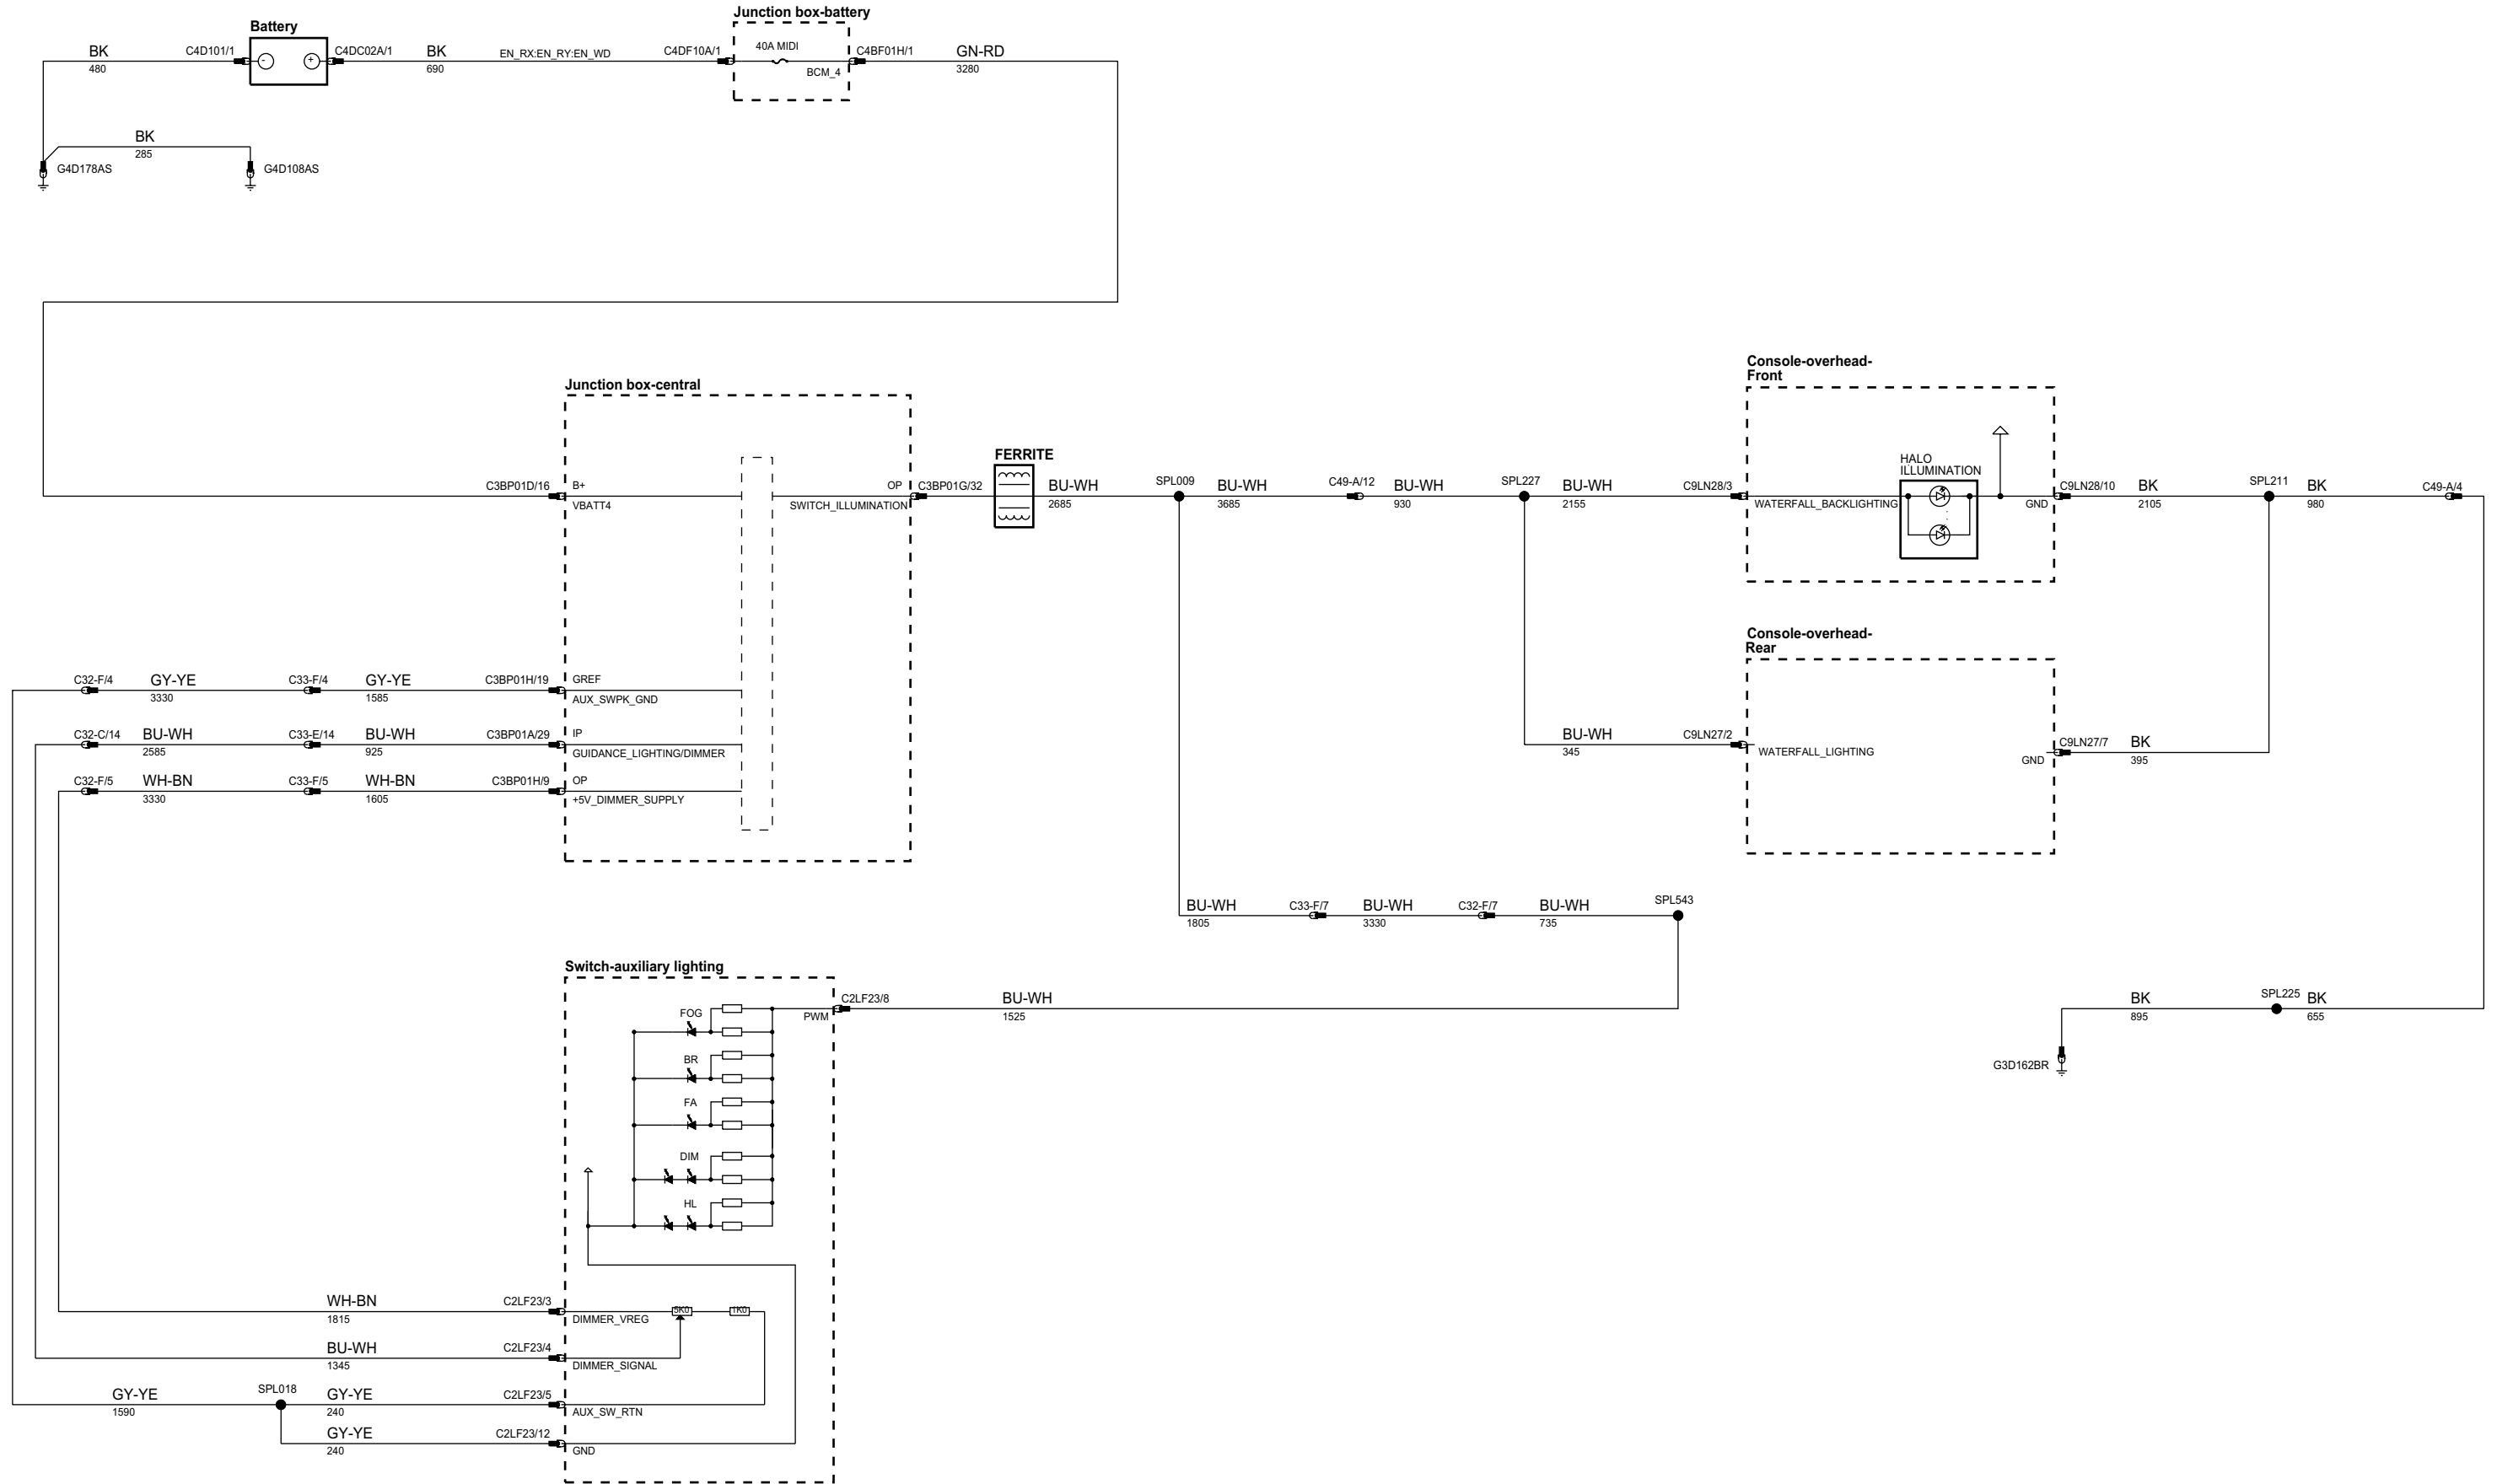 Junction box-battery
Battery
BK
480
C4D101/1
-
+
C4DC02A/1
BK
690
EN_RX:EN_RY:EN_WD
C4DF10A/1
40A MIDI
BCM_4
C4BF01H/1
GN-RD
3280
BK
285
G4D178AS
G4D108AS
Console-overhead-
Front
Junction box-central
C3BP01D/16
B+
VBATT4
OP
SWITCH_ILLUMINATION
C3BP01G/32
FERRITE
BU-WH
2685
SPL009
BU-WH
3685
C49-A/12
BU-WH
930
SPL227
BU-WH
2155
C9LN28/3
WATERFALL_BACKLIGHTING
HALO
ILLUMINATION
GND
C9LN28/10
BK
2105
SPL211
BK
980
C49-A/4
Console-overhead-
Rear
C32-F/4
GY-YE
3330
C33-F/4
GY-YE
1585
C3BP01H/19
GREF
AUX_SWPK_GND
C32-C/14
BU-WH
2585
C33-E/14
BU-WH
925
C3BP01A/29
IP
GUIDANCE_LIGHTING/DIMMER
BU-WH
345
C9LN27/2
WATERFALL_LIGHTING
GND
C9LN27/7
BK
395
C32-F/5
WH-BN
3330
C33-F/5
WH-BN
1605
C3BP01H/9
OP
+5V_DIMMER_SUPPLY
BU-WH
1805
C33-F/7
BU-WH
3330
C32-F/7
BU-WH
735
SPL543
Switch-auxiliary lighting
C2LF23/8
PWM
BU-WH
1525
BK
895
SPL225
BK
655
G3D162BR
FOG
BR
FA
DIM
HL
WH-BN
1815
C2LF23/3
DIMMER_VREG
5K0
1K0
BU-WH
1345
C2LF23/4
DIMMER_SIGNAL
GY-YE
1590
SPL018
GY-YE
240
C2LF23/5
AUX_SW_RTN
GY-YE
240
C2LF23/12
GND